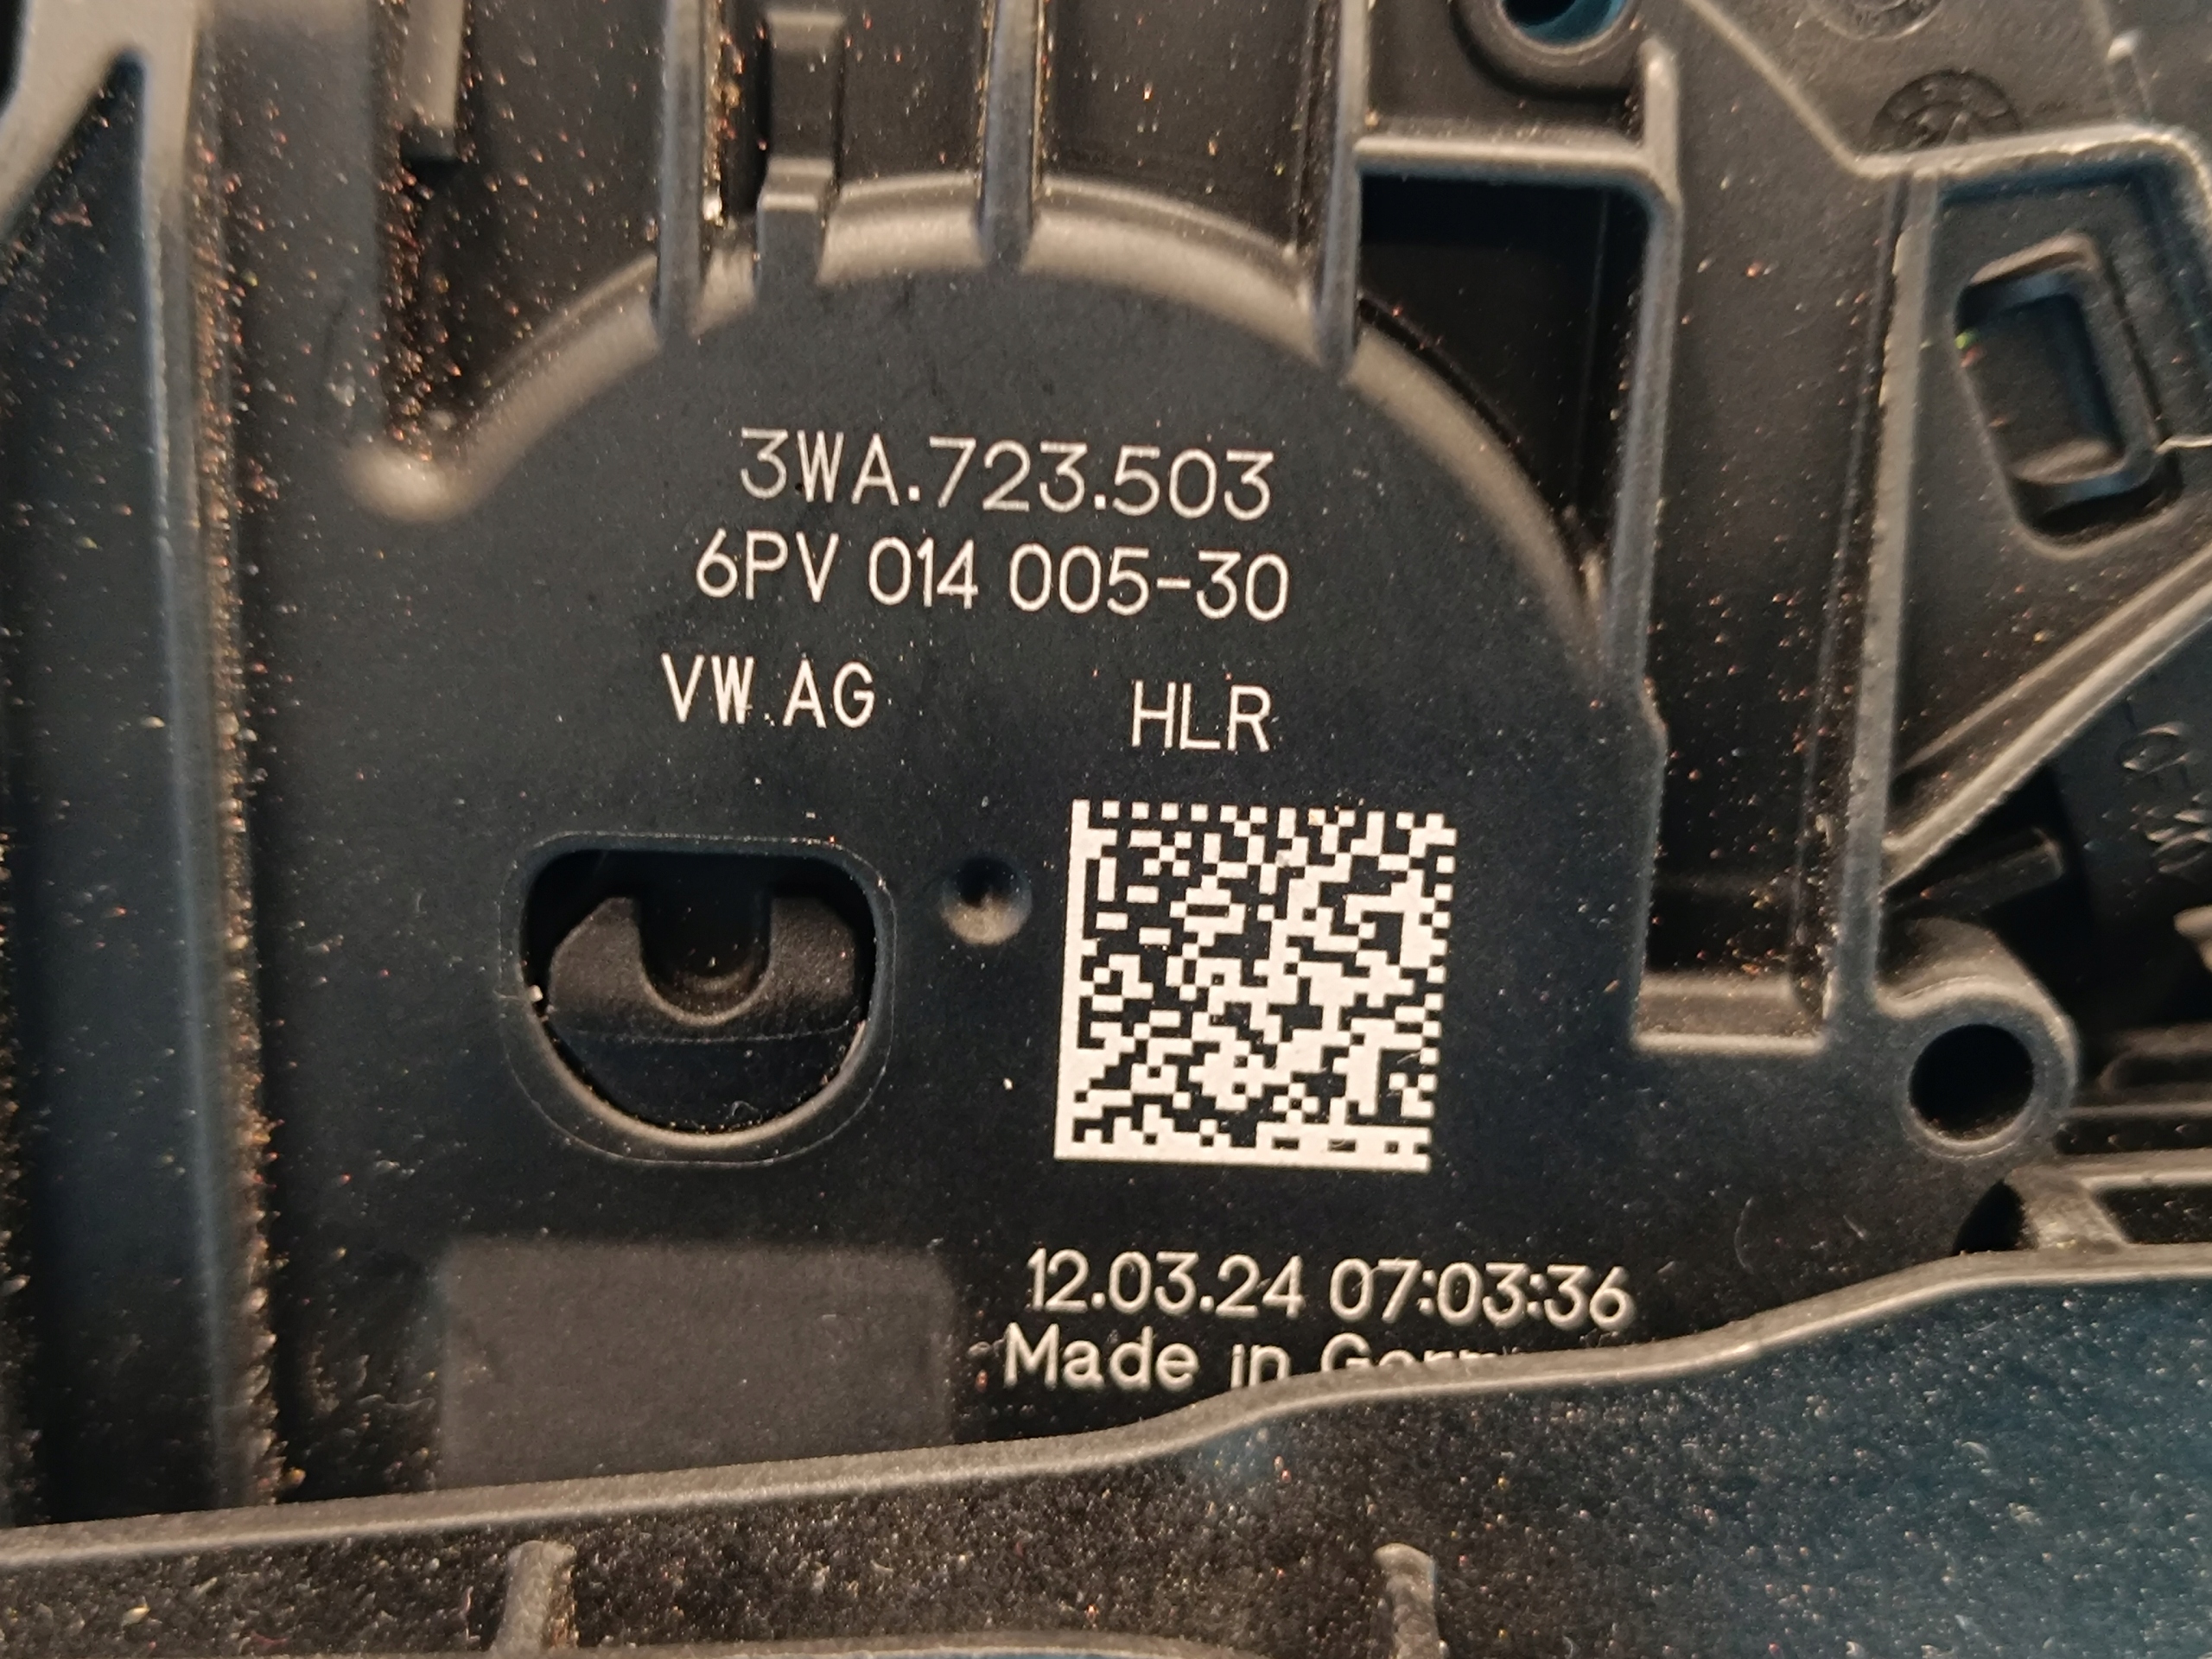 3WA.723.503
6PV 014 005-30
VW AG HLR
12.03.24 07:03:36
Made in